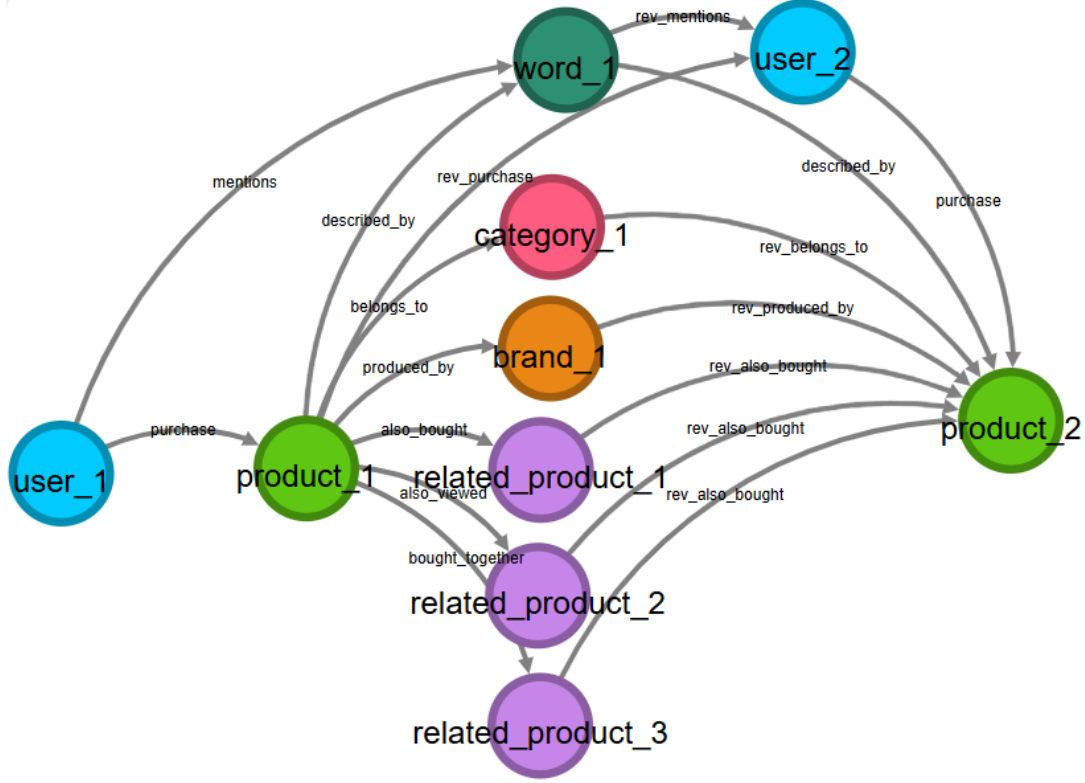 rev_mentions
word_1
user_2
mentions
rev_purchase
described_by
purchase
described_by
category_1
rev_belongs_to
belongs_to
rev_produced_by
produced_by
brand_1
rev_also_bought
purchase
also_bought
rev_also_bought
product_2
user_1
product_1
related_product_1
also_viewed
rev_also_bought
bought_together
related_product_2
related_product_3